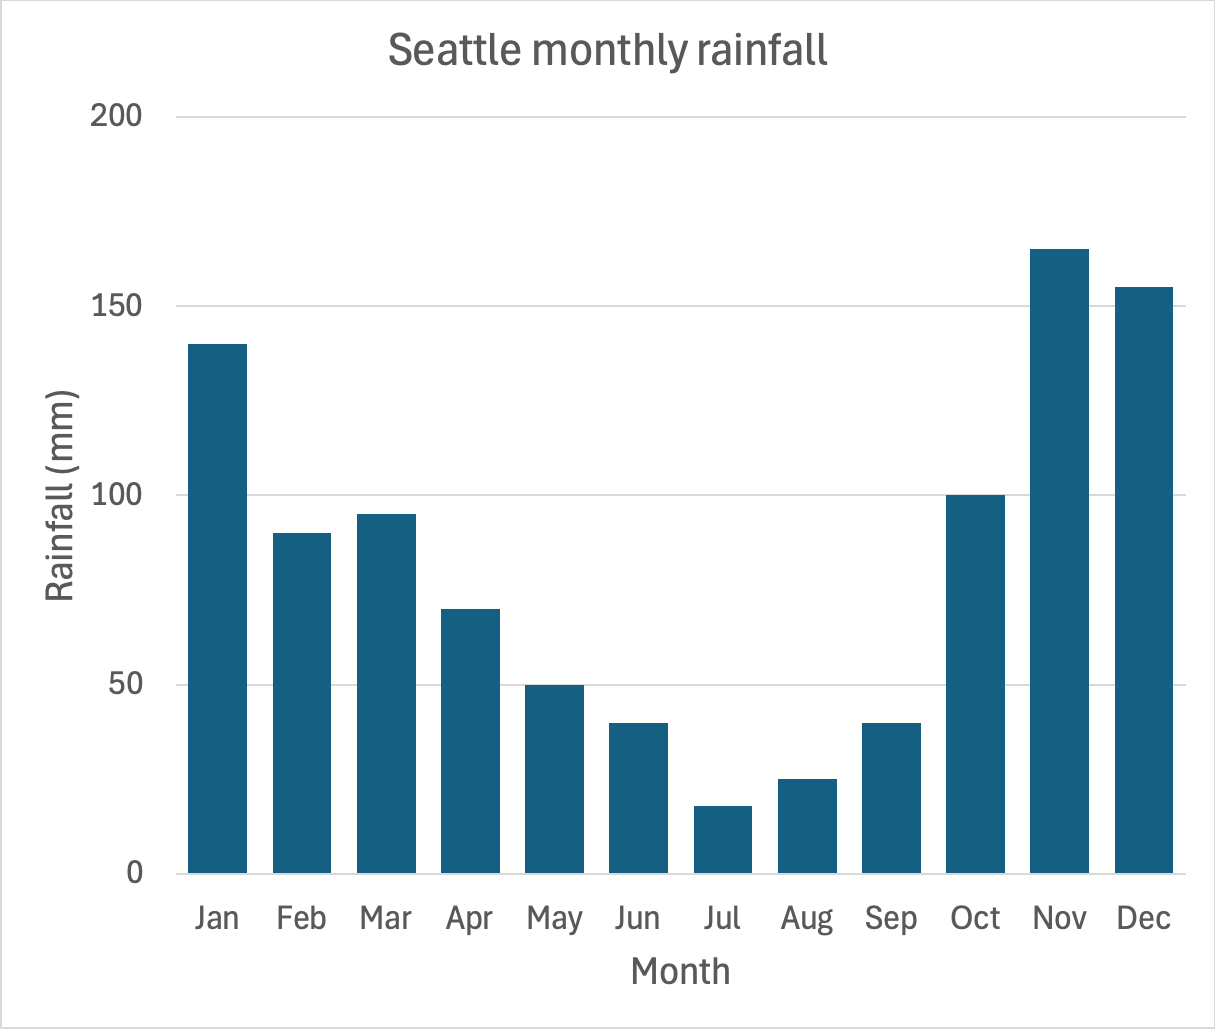 Seattle monthly rainfall
200
150
100
50
0
Rainfall (mm)
Jan Feb Mar Apr May Jun Jul Aug Sep Oct Nov Dec
Month